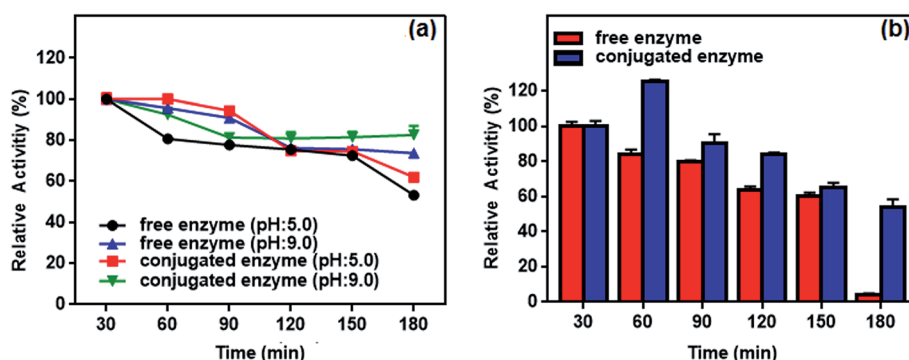 (a)
Relative Activitiy (%)
120
100
80
60
40
20
0
free enzyme (pH:5.0)
free enzyme (pH:9.0)
conjugated enzyme (pH:5.0)
conjugated enzyme (pH:9.0)
30 60 90 120 150 180
Time (min)
(b)
free enzyme
conjugated enzyme
Relative Activity (%)
120
100
80
60
40
20
0
30 60 90 120 150 180
Time (min)